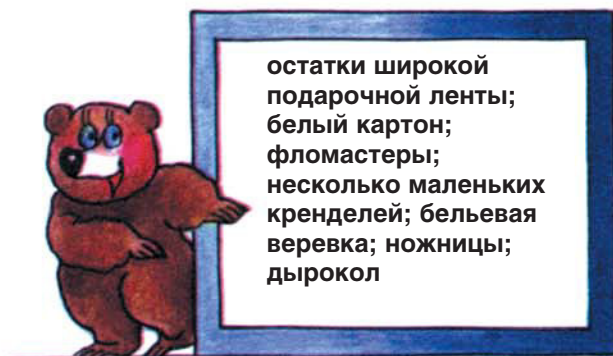 остатки широкой
подарочной ленты;
белый картон;
фломастеры;
несколько маленьких
кренделей; бельевая
веревка; ножницы;
дырокол